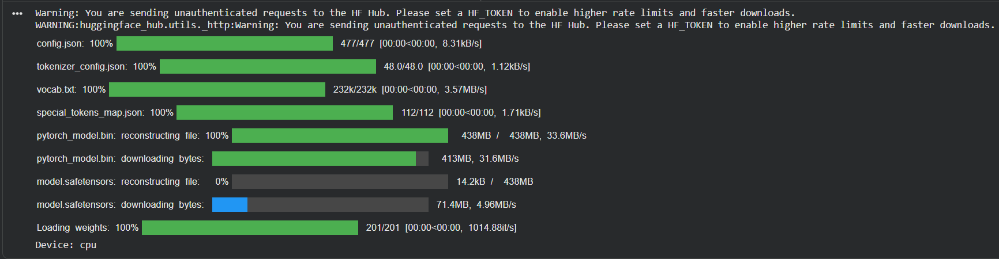 Warning: You are sending unauthenticated requests to the HF Hub. Please set a HF_TOKEN to enable higher rate limits and faster downloads.
WARNING:huggingface_hub.utils._http:Warning: You are sending unauthenticated requests to the HF Hub. Please set a HF_TOKEN to enable higher rate limits and faster downloads.
config.json: 100% 477/477 [00:00<00:00, 8.31kB/s]
tokenizer_config.json: 100% 48.0/48.0 [00:00<00:00, 1.12kB/s]
vocab.txt: 100% 232k/232k [00:00<00:00, 3.57MB/s]
special_tokens_map.json: 100% 112/112 [00:00<00:00, 1.71kB/s]
pytorch_model.bin: reconstructing file: 100% 438MB / 438MB, 33.6MB/s
pytorch_model.bin: downloading bytes: 413MB, 31.6MB/s
model.safetensors: reconstructing file: 0% 14.2kB / 438MB
model.safetensors: downloading bytes: 71.4MB, 4.96MB/s
Loading weights: 100% 201/201 [00:00<00:00, 1014.88it/s]
Device: cpu